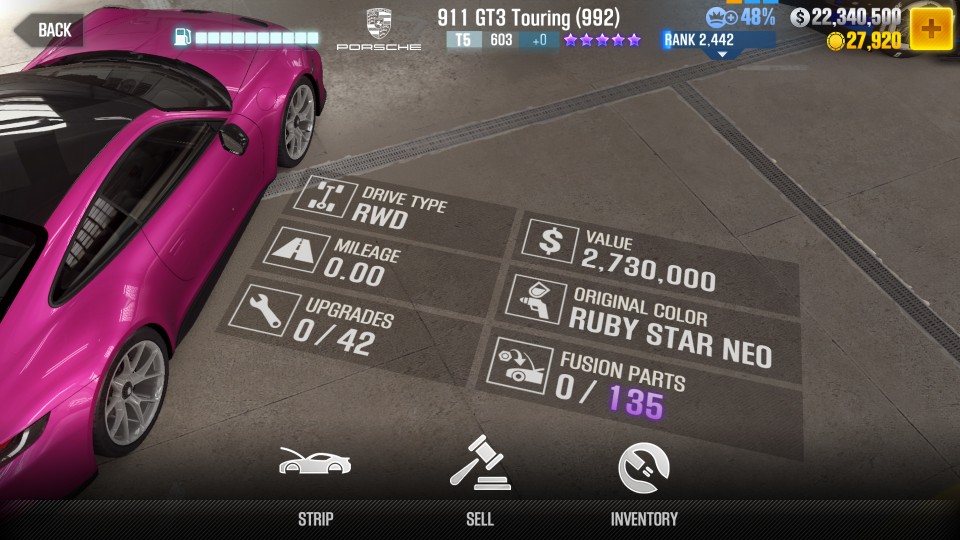 BACK
PORSCHE
911 GT3 Touring (992)
T5 603 +0
48%
RANK 2,442
$ 22,340,500
27,920
DRIVE TYPE
RWD
MILEAGE
0.00
UPGRADES
0 / 42
$ VALUE
2,730,000
ORIGINAL COLOR
RUBY STAR NEO
FUSION PARTS
0 / 135
STRIP
SELL
INVENTORY